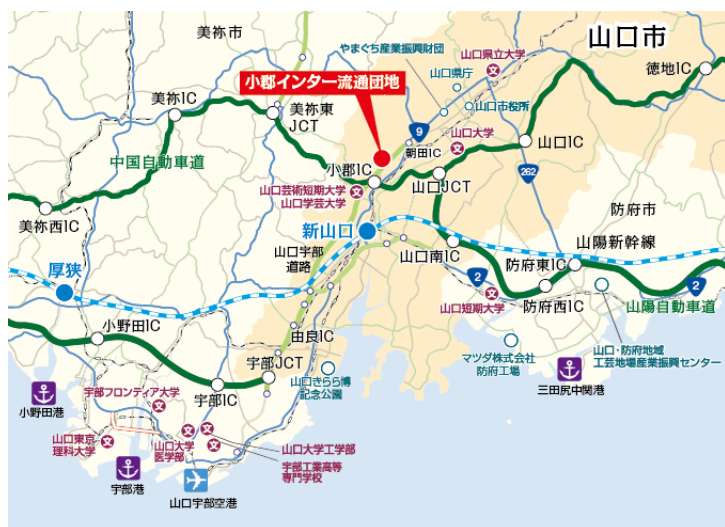 美祢市
やまぐち産業振興財団
山口県立大学
山口市
徳地IC
小郡インター流通団地
山口県庁
美祢IC
美祢東
JCT
山口市役所
9
山口大学
朝田IC
山口IC
中国自動車道
小郡IC
山口JCT
262
山口芸術短期大学
山口学芸大学
美祢西IC
防府市
新山口
山陽新幹線
厚狭
山口宇部
道路
山口南IC
防府東IC
2
2
山口短期大学
防府西IC
山陽自動車道
小野田IC
由良IC
山口・防府地域
工芸地場産業振興センター
マツダ株式会社
防府工場
宇部JCT
山口きらら博
記念公園
三田尻中関港
宇部フロンティア大学
宇部IC
小野田港
山口東京
理科大学
山口大学
医学部
山口大学工学部
宇部工業高等
専門学校
宇部港
山口宇部空港
文
文
文
文
文
文
文
文
文